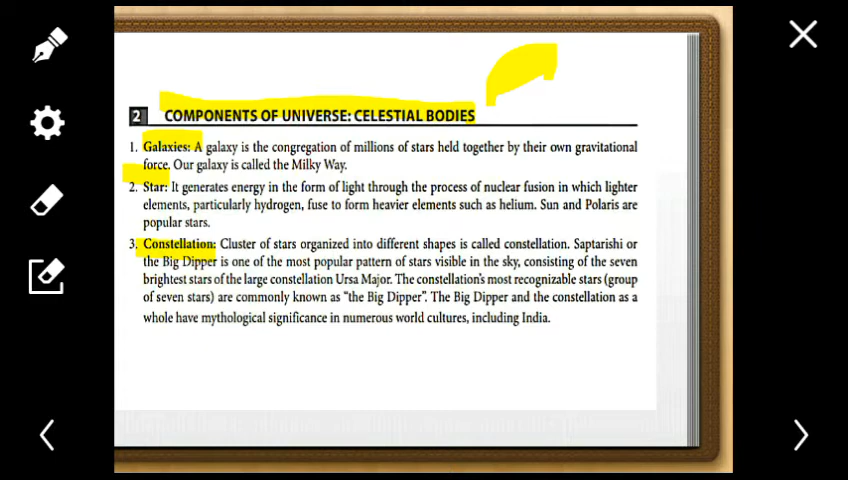 2 COMPONENTS OF UNIVERSE: CELESTIAL BODIES
1. Galaxies: A galaxy is the congregation of millions of stars held together by their own gravitational
force. Our galaxy is called the Milky Way.
2. Star: It generates energy in the form of light through the process of nuclear fusion in which lighter
elements, particularly hydrogen, fuse to form heavier elements such as helium. Sun and Polaris are
popular stars.
3. Constellation: Cluster of stars organized into different shapes is called constellation. Saptarishi or
the Big Dipper is one of the most popular pattern of stars visible in the sky, consisting of the seven
brightest stars of the large constellation Ursa Major. The constellation's most recognizable stars (group
of seven stars) are commonly known as "the Big Dipper". The Big Dipper and the constellation as a
whole have mythological significance in numerous world cultures, including India.